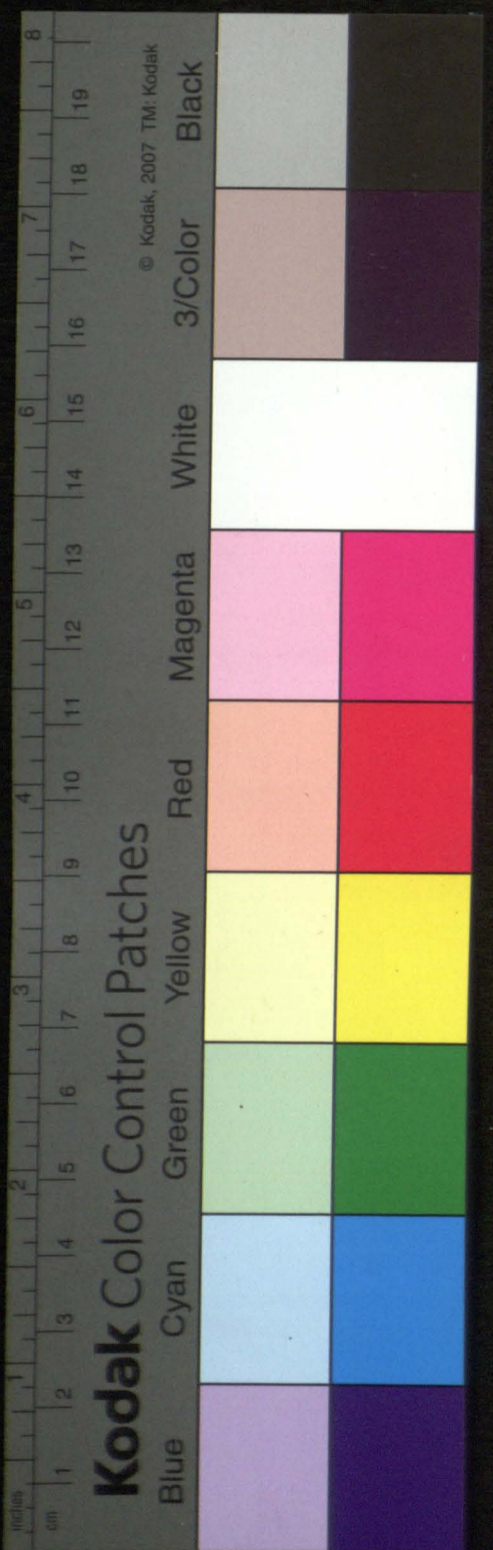 Kodak Color Control Patches
© Kodak, 2007 TM: Kodak
Blue Cyan Green Yellow Red Magenta White 3/Color Black
inches 1 2 3 4 5 6 7 8
cm 1 2 3 4 5 6 7 8 9 10 11 12 13 14 15 16 17 18 19